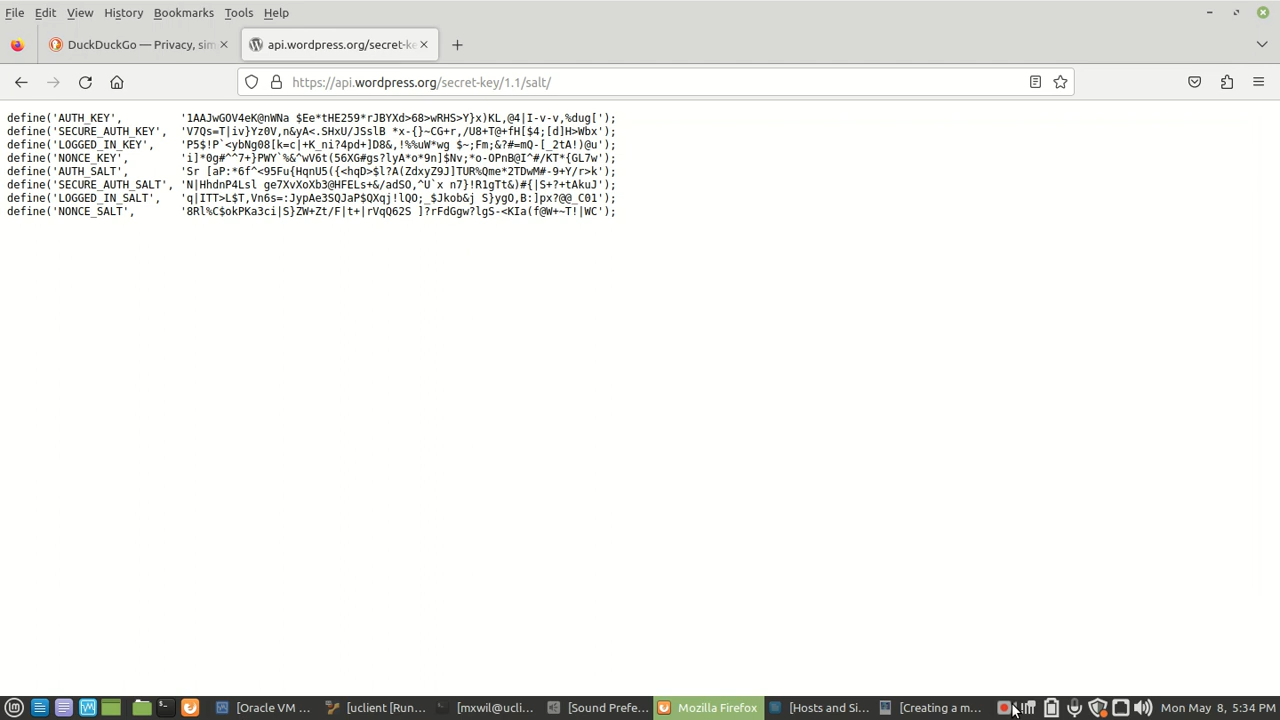 File Edit View History Bookmarks Tools Help
DuckDuckGo — Privacy, sim
api.wordpress.org/secret-ke
https://api.wordpress.org/secret-key/1.1/salt/
define('AUTH_KEY',         '1AAJwGOV4eK@nWNa $Ee*tHE259*rJBYXd>68>wRHS>Y}x)KL,@4|I-v-v,%dug[');
define('SECURE_AUTH_KEY',  'V7Qs=T|iv}Yz0V,n&yA<.SHxU/JSslB *x-{}~CG+r,/U8+T@+fH[$4;[d]H>Wbx');
define('LOGGED_IN_KEY',    'P5$!P`<ybNg08[k=c|+K_ni?4pd+]D8&,!%%uW*wg $~;Fm;&?#=mQ-[_2tA!)@u');
define('NONCE_KEY',        'i]*0g#^^7+}PWY`%&^wV6t(56XG#gs?lyA*o*9n]$Nv;*o-OPnB@I^#/KT*{GL7w');
define('AUTH_SALT',        'Sr [aP:*6f^<95Fu{HqnU5({<hqD>$l?A(ZdxyZ9J]TUR%Qme*2TDwM#-9+Y/r>k');
define('SECURE_AUTH_SALT', 'N|HhdnP4Lsl ge7XvXoXb3@HFELs+&/adSO,^U`x n7}!R1gTt&)#{|S+?+tAkuJ');
define('LOGGED_IN_SALT',   'q|ITT>L$T,Vn6s=:JypAe3SQJaP$QXqj!lQO;_$Jkob&j S}ygO,B:]px?@@_C01');
define('NONCE_SALT',       '8Rl%C$okPKa3ci|S}ZW+Zt/F|t+|rVqQ62S ]?rFdGgw?lgS-<KIa(f@W+~T!|WC');
[Oracle VM ... [uclient [Run... [mxwil@ucli... [Sound Prefe... Mozilla Firefox [Hosts and Si... [Creating a m... Mon May 8, 5:34 PM